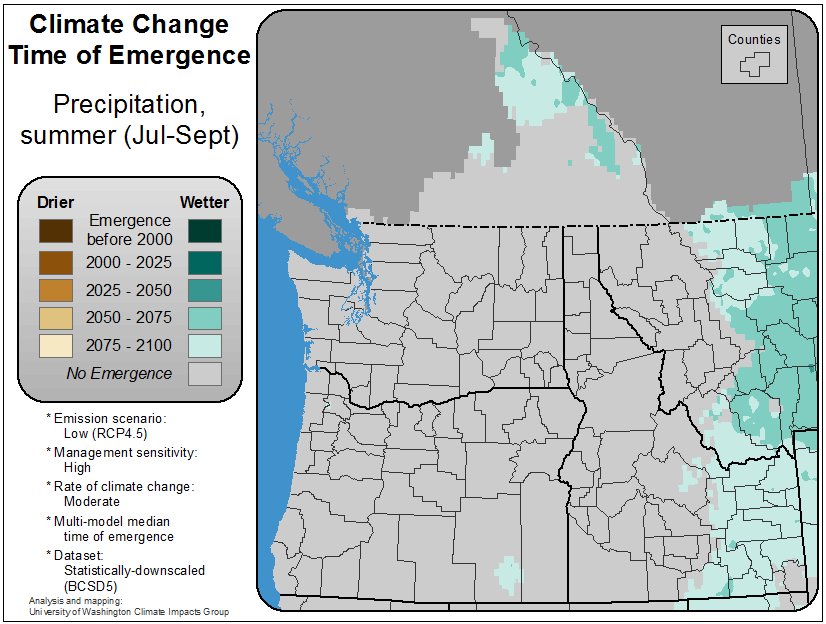 Climate Change
Time of Emergence
Precipitation,
summer (Jul-Sept)
Drier Wetter
Emergence
before 2000
2000 - 2025
2025 - 2050
2050 - 2075
2075 - 2100
No Emergence
* Emission scenario:
Low (RCP4.5)
* Management sensitivity:
High
* Rate of climate change:
Moderate
* Multi-model median
time of emergence
* Dataset:
Statistically-downscaled
(BCSD5)
Analysis and mapping:
University of Washington Climate Impacts Group
Counties